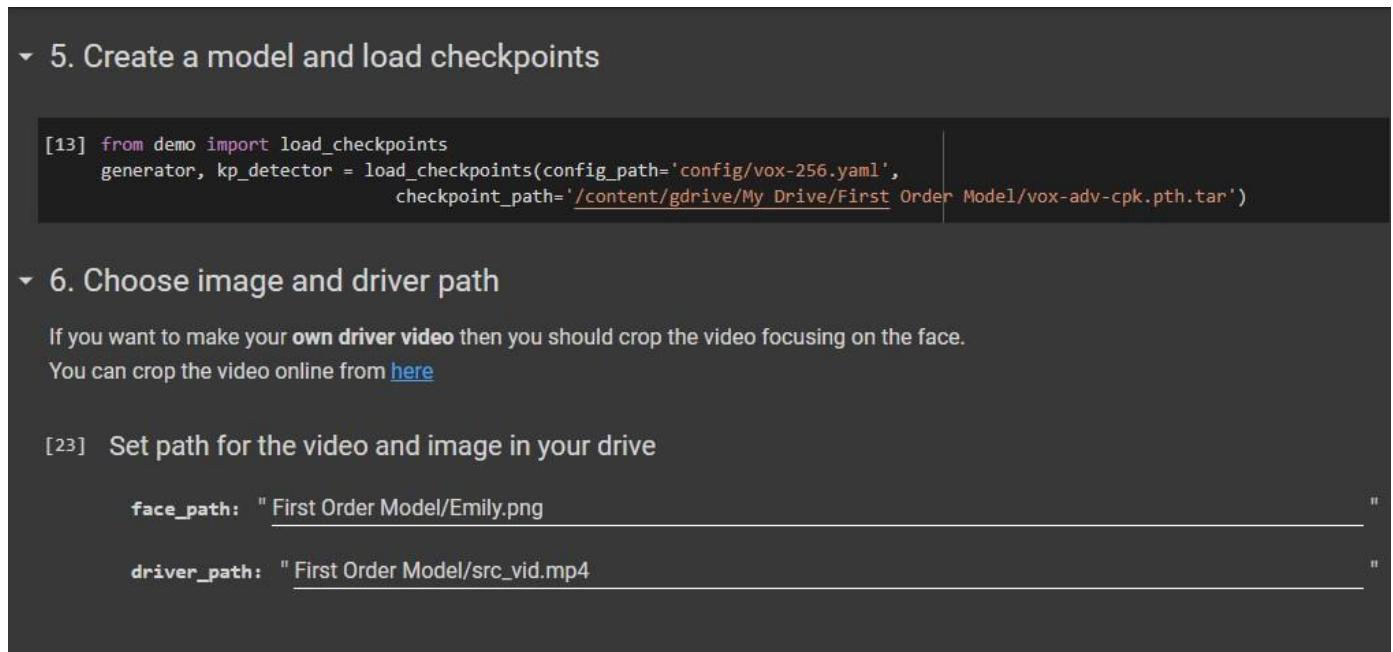 5. Create a model and load checkpoints
[13] from demo import load_checkpoints
generator, kp_detector = load_checkpoints(config_path='config/vox-256.yaml',
checkpoint_path='/content/gdrive/My Drive/First Order Model/vox-adv-cpk.pth.tar')
6. Choose image and driver path
If you want to make your own driver video then you should crop the video focusing on the face.
You can crop the video online from here
[23] Set path for the video and image in your drive
face_path: " First Order Model/Emily.png "
driver_path: " First Order Model/src_vid.mp4 "